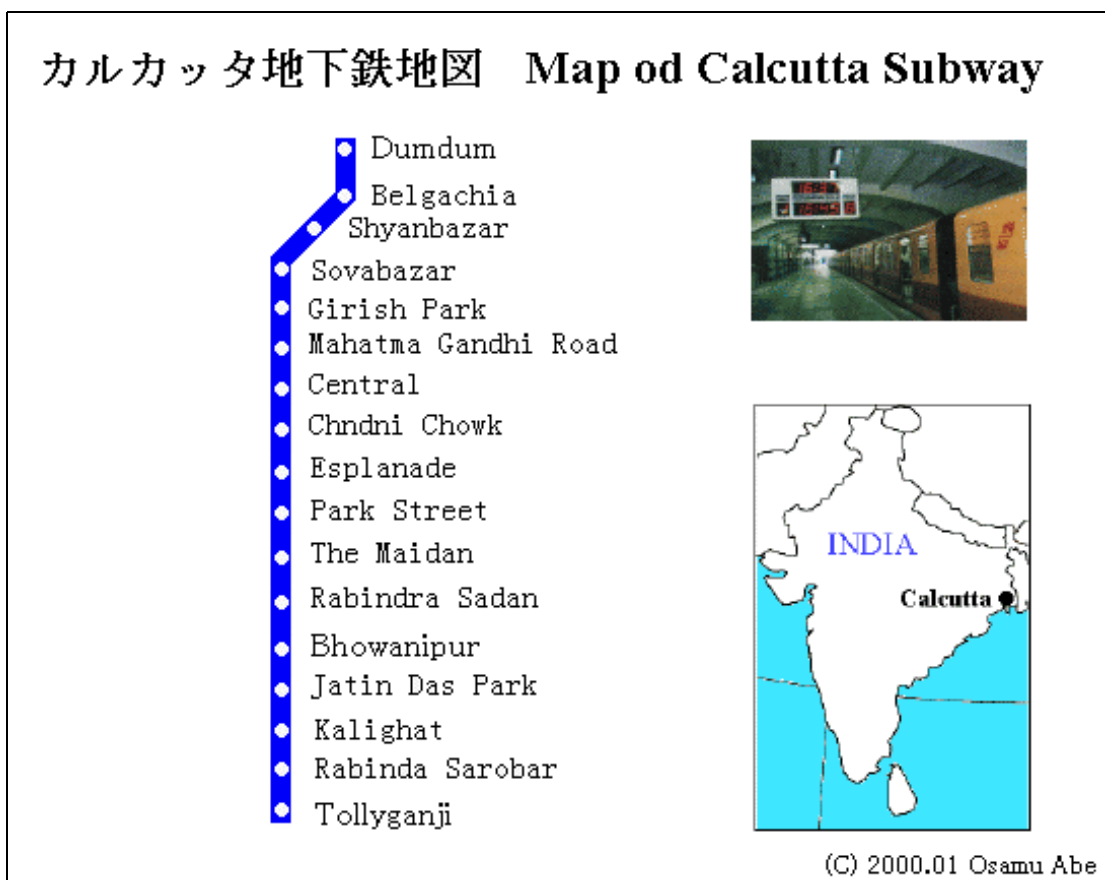 カルカッタ地下鉄地図 Map od Calcutta Subway
Dumdum
Belgachia
Shyanbazar
Sovabazar
Girish Park
Mahatma Gandhi Road
Central
Chndni Chowk
Esplanade
Park Street
The Maidan
Rabindra Sadan
Bhowanipur
Jatin Das Park
Kalighat
Rabinda Sarobar
Tollyganji
INDIA
Calcutta
(C) 2000.01 Osamu Abe